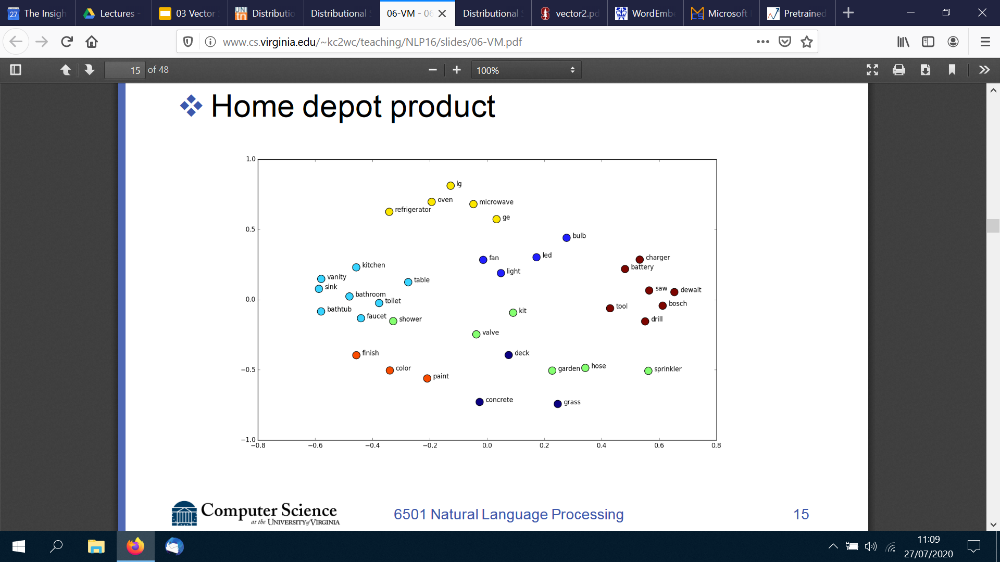 27 The Insigh
Lectures -
03 Vector
Distributio
Distributional
06-VM - 06
Distributional
vector2.pd
WordEmbe
Microsoft
Pretrained
www.cs.virginia.edu/~kc2wc/teaching/NLP16/slides/06-VM.pdf
15 of 48
100%
Home depot product
1.0
lg
oven
microwave
refrigerator
ge
0.5
bulb
led
fan
charger
kitchen
battery
light
vanity
table
sink
saw
dewalt
bathroom
0.0
toilet
bosch
tool
bathtub
kit
faucet
shower
drill
valve
finish
deck
hose
color
garden
sprinkler
−0.5
paint
concrete
grass
−1.0
−0.8 −0.6 −0.4 −0.2 0.0 0.2 0.4 0.6 0.8
Computer Science
at the UNIVERSITY of VIRGINIA
6501 Natural Language Processing
15
11:09
27/07/2020